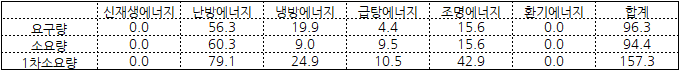 신재생에너지 난방에너지 냉방에너지 급탕에너지 조명에너지 환기에너지 합계
요구량 0.0 56.3 19.9 4.4 15.6 0.0 96.3
소요량 0.0 60.3 9.0 9.5 15.6 0.0 94.4
1차소요량 0.0 79.1 24.9 10.5 42.9 0.0 157.3